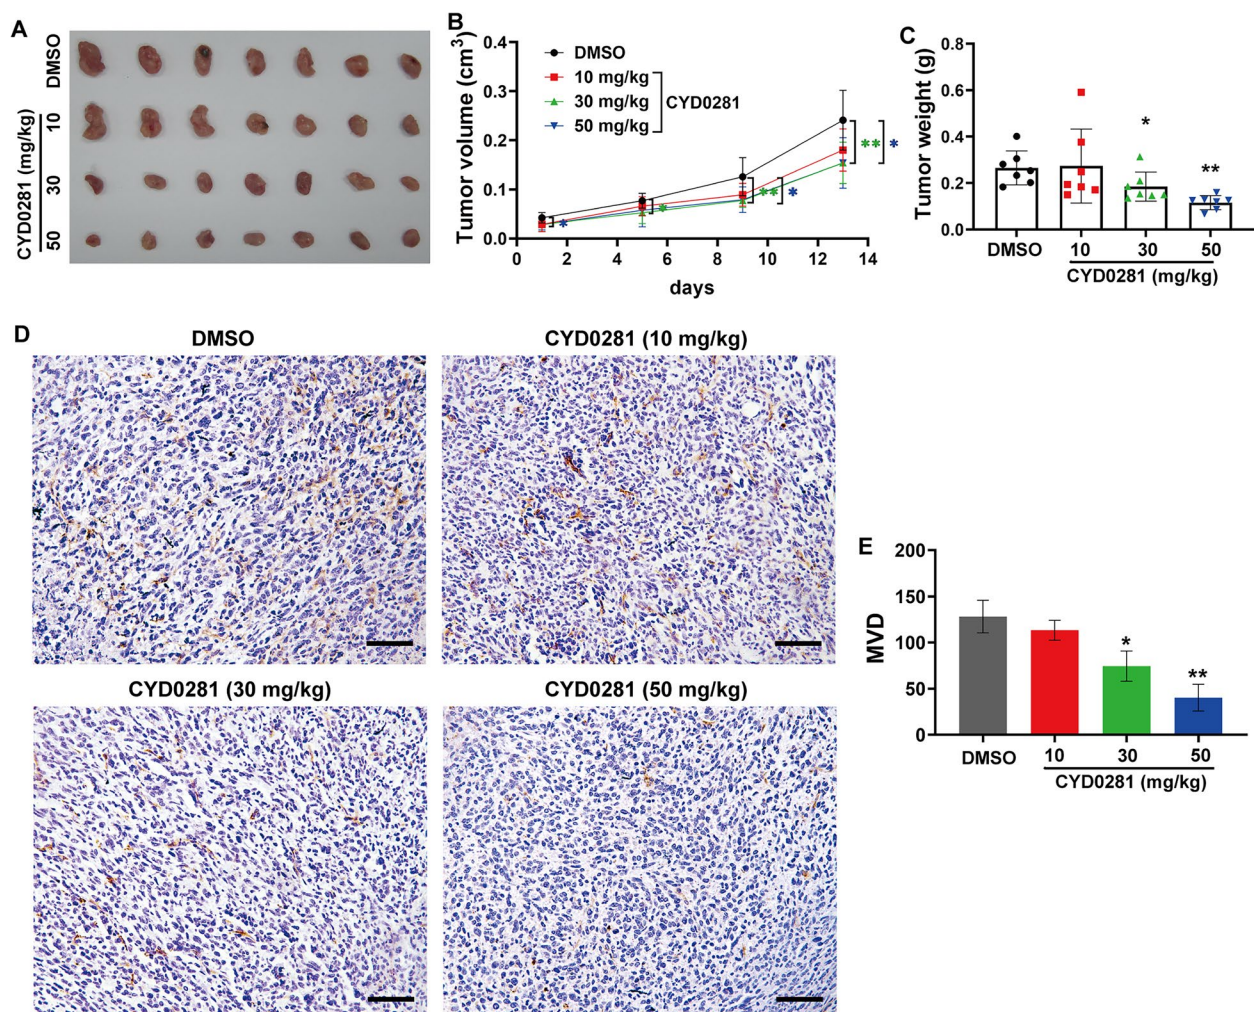 A
DMSO
10
30
50
CYD0281 (mg/kg)
B
Tumor volume (cm3)
0.4
0.3
0.2
0.1
0.0
0
2
4
6
8
10
12
14
days
DMSO
10 mg/kg
30 mg/kg
50 mg/kg
CYD0281
*
*
**
*
**
*
C
Tumor weight (g)
0.8
0.6
0.4
0.2
0.0
*
**
DMSO
10
30
50
CYD0281 (mg/kg)
D
DMSO
CYD0281 (10 mg/kg)
CYD0281 (30 mg/kg)
CYD0281 (50 mg/kg)
E
MVD
200
150
100
50
0
*
**
DMSO
10
30
50
CYD0281 (mg/kg)